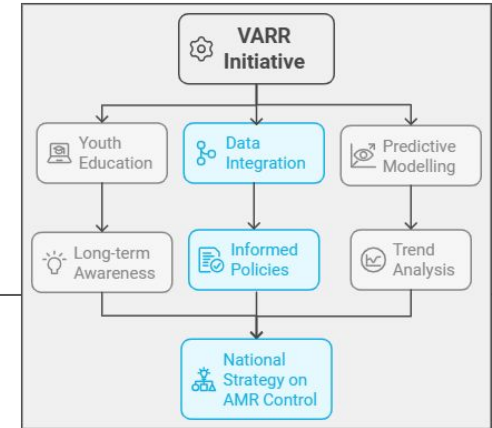 VARR
Initiative
Youth
Education
Data
Integration
Predictive
Modelling
Long-term
Awareness
Informed
Policies
Trend
Analysis
National
Strategy on
AMR Control